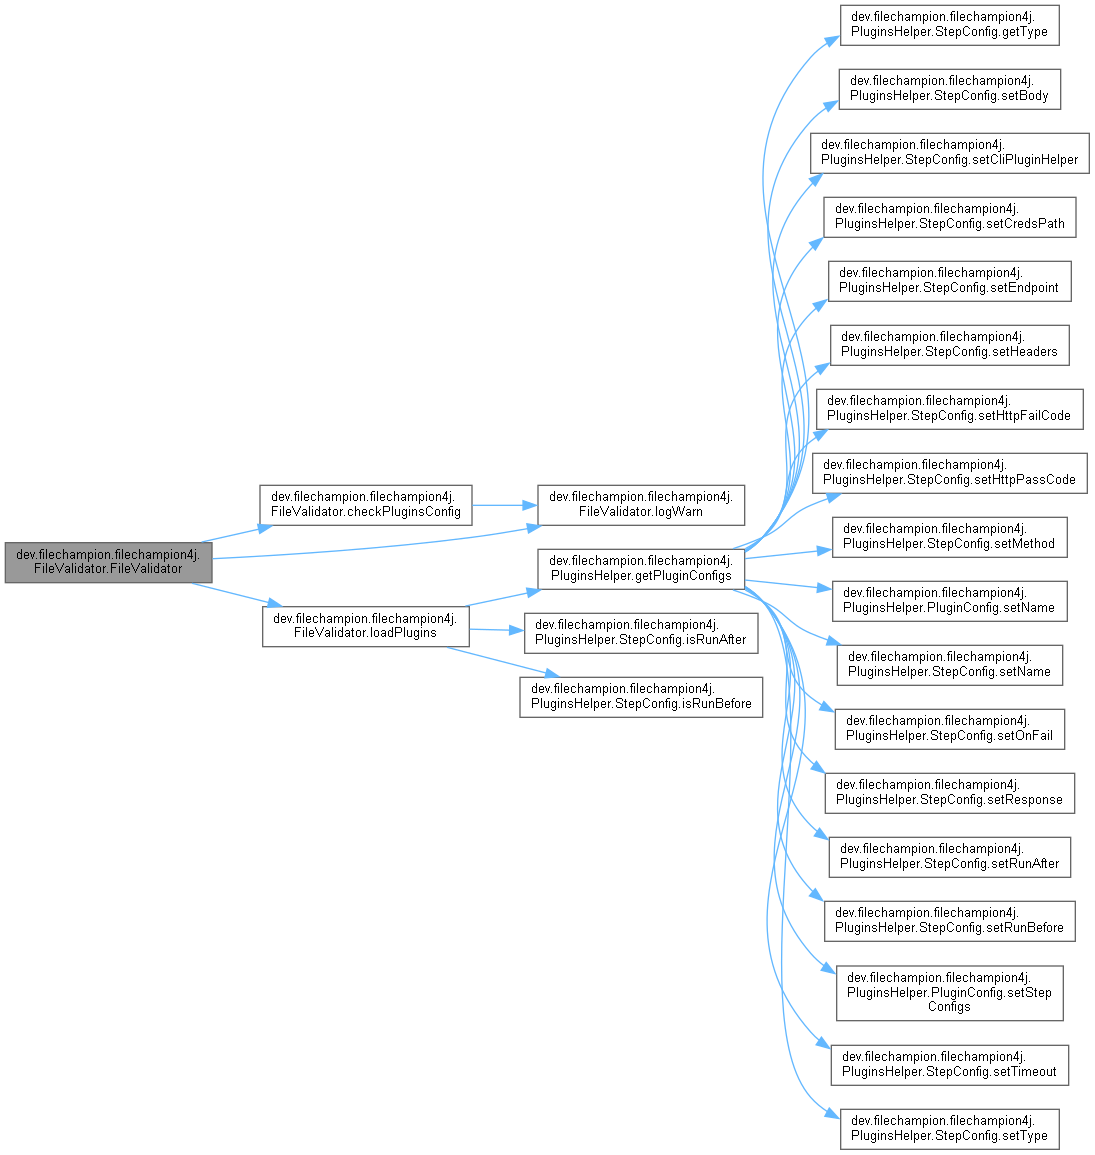 dev.filechampion.filechampion4j.
FileValidator.FileValidator
dev.filechampion.filechampion4j.
FileValidator.checkPluginsConfig
dev.filechampion.filechampion4j.
FileValidator.loadPlugins
dev.filechampion.filechampion4j.
FileValidator.logWarn
dev.filechampion.filechampion4j.
PluginsHelper.getPluginConfigs
dev.filechampion.filechampion4j.
PluginsHelper.StepConfig.isRunAfter
dev.filechampion.filechampion4j.
PluginsHelper.StepConfig.isRunBefore
dev.filechampion.filechampion4j.
PluginsHelper.StepConfig.getType
dev.filechampion.filechampion4j.
PluginsHelper.StepConfig.setBody
dev.filechampion.filechampion4j.
PluginsHelper.StepConfig.setCliPluginHelper
dev.filechampion.filechampion4j.
PluginsHelper.StepConfig.setCredsPath
dev.filechampion.filechampion4j.
PluginsHelper.StepConfig.setEndpoint
dev.filechampion.filechampion4j.
PluginsHelper.StepConfig.setHeaders
dev.filechampion.filechampion4j.
PluginsHelper.StepConfig.setHttpFailCode
dev.filechampion.filechampion4j.
PluginsHelper.StepConfig.setHttpPassCode
dev.filechampion.filechampion4j.
PluginsHelper.StepConfig.setMethod
dev.filechampion.filechampion4j.
PluginsHelper.PluginConfig.setName
dev.filechampion.filechampion4j.
PluginsHelper.StepConfig.setName
dev.filechampion.filechampion4j.
PluginsHelper.StepConfig.setOnFail
dev.filechampion.filechampion4j.
PluginsHelper.StepConfig.setResponse
dev.filechampion.filechampion4j.
PluginsHelper.StepConfig.setRunAfter
dev.filechampion.filechampion4j.
PluginsHelper.StepConfig.setRunBefore
dev.filechampion.filechampion4j.
PluginsHelper.PluginConfig.setStep
Configs
dev.filechampion.filechampion4j.
PluginsHelper.StepConfig.setTimeout
dev.filechampion.filechampion4j.
PluginsHelper.StepConfig.setType